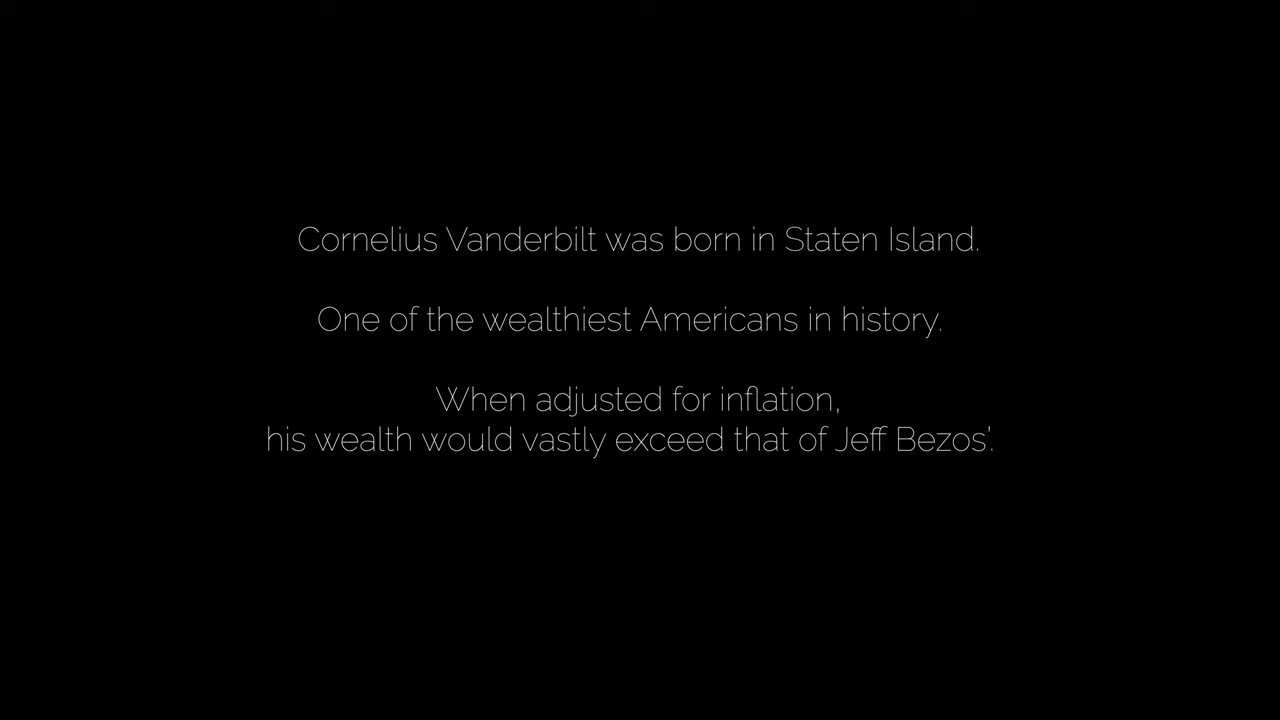 Cornelius Vanderbilt was born in Staten Island.
One of the wealthiest Americans in history.
When adjusted for inflation,
his wealth would vastly exceed that of Jeff Bezos’.